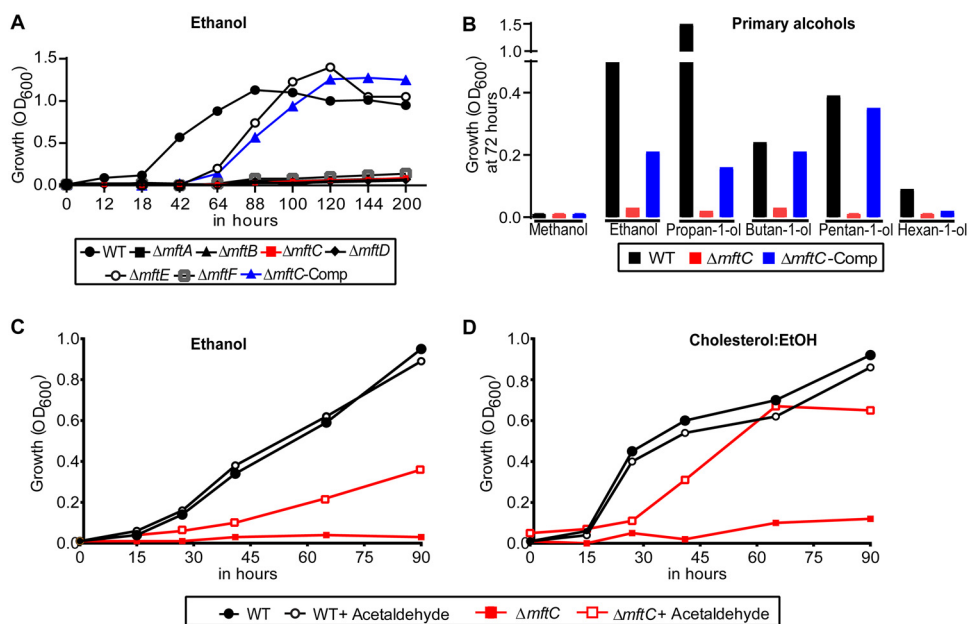 A
Ethanol
Growth (OD600)
1.5
1.0
0.5
0.0
0 12 18 42 64 88 100 120 144 200
in hours
WT ΔmftA ΔmftB ΔmftC ΔmftD
ΔmftE ΔmftF ΔmftC-Comp
B
Primary alcohols
Growth (OD600)
at 72 hours
1.5
1.0
0.4
0.2
0.0
Methanol Ethanol Propan-1-ol Butan-1-ol Pentan-1-ol Hexan-1-ol
WT ΔmftC ΔmftC-Comp
C
Ethanol
Growth (OD600)
1.0
0.8
0.6
0.4
0.2
0.0
0 15 30 45 60 75 90
in hours
D
Cholesterol:EtOH
Growth (OD600)
1.0
0.8
0.6
0.4
0.2
0.0
0 15 30 45 60 75 90
in hours
WT WT+ Acetaldehyde ΔmftC ΔmftC+ Acetaldehyde